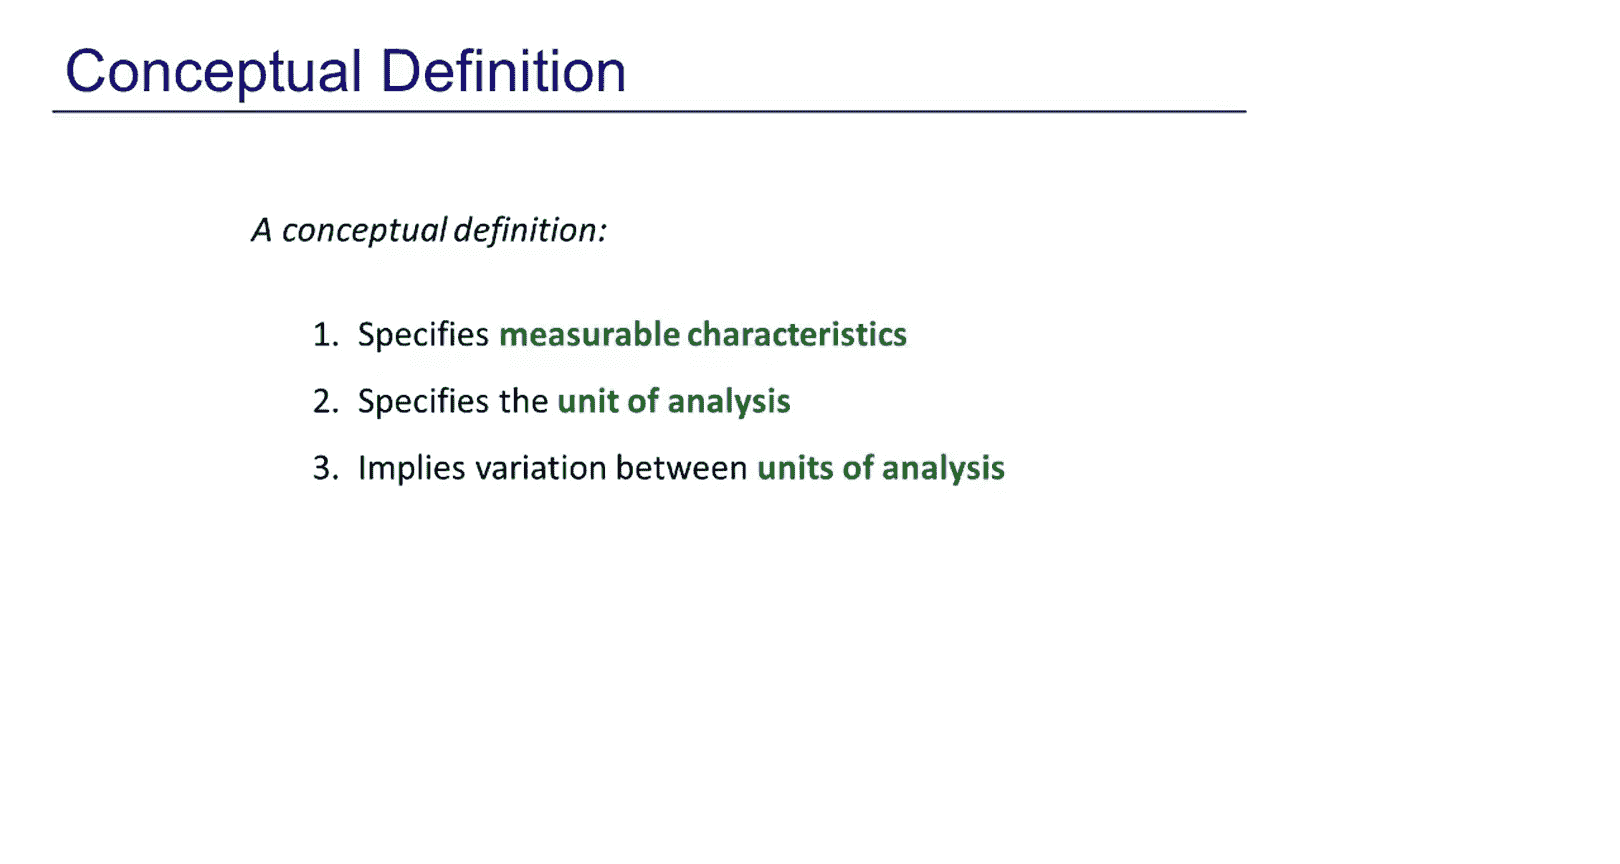 Conceptual Definition
A conceptual definition:
1. Specifies measurable characteristics
2. Specifies the unit of analysis
3. Implies variation between units of analysis